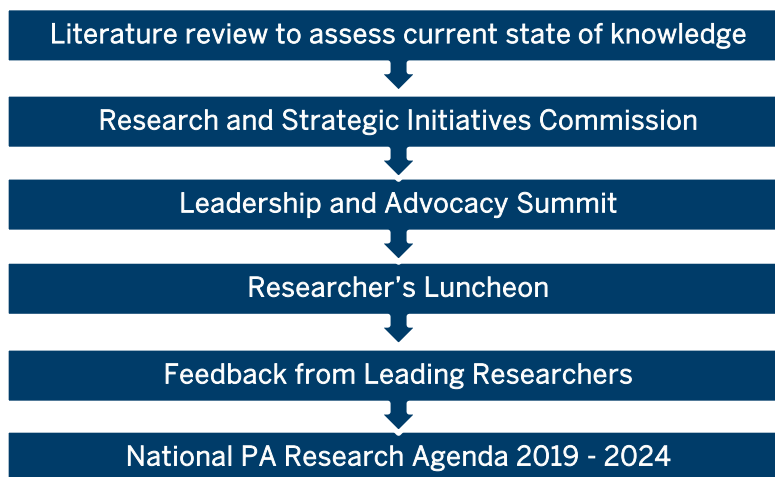 Literature review to assess current state of knowledge
Research and Strategic Initiatives Commission
Leadership and Advocacy Summit
Researcher’s Luncheon
Feedback from Leading Researchers
National PA Research Agenda 2019 - 2024